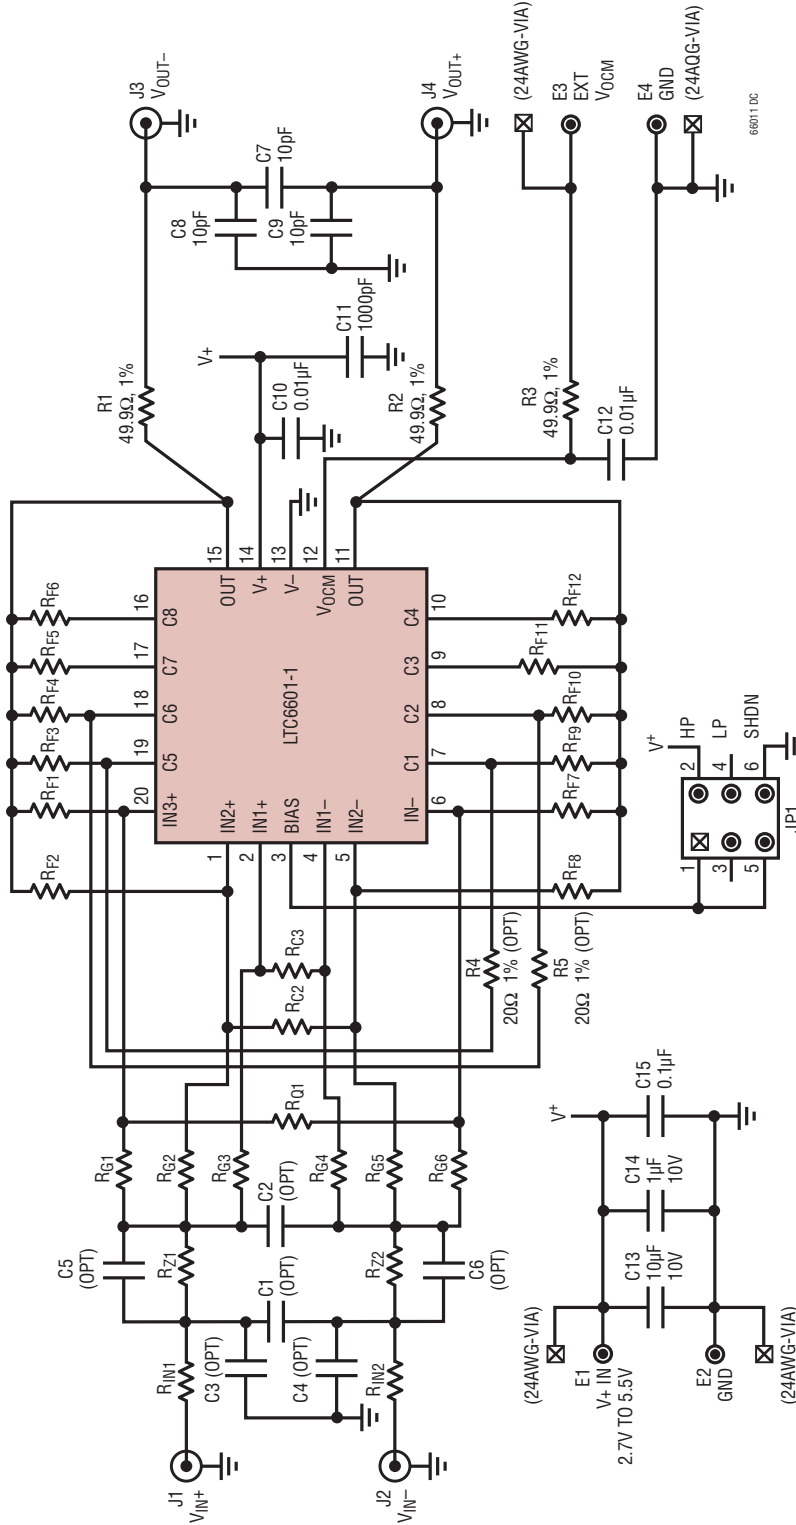 J1
VIN+
J2
VIN–
RIN1
RIN2
C3 (OPT)
C4 (OPT)
C1
(OPT)
C5
(OPT)
RZ1
RZ2
C6
(OPT)
C2
(OPT)
RG1
RG2
RG3
RG4
RG5
RG6
RQ1
RC2
RC3
R4
20Ω 1% (OPT)
R5
20Ω 1% (OPT)
RF2
RF1
RF3
RF4
RF5
RF6
RF8
RF7
RF9
RF10
RF11
RF12
20
19
18
17
16
IN3+
C5
C6
C7
C8
1
2
3
4
5
IN2+
IN1+
BIAS
IN1–
IN2–
LTC6601-1
OUT
V+
V–
VOCM
OUT
15
14
13
12
11
IN–
C1
C2
C3
C4
6
7
8
9
10
R1
49.9Ω, 1%
R2
49.9Ω, 1%
V+
C10
0.01µF
C11
1000pF
C8
10pF
C9
10pF
C7
10pF
J3
VOUT–
J4
VOUT+
R3
49.9Ω, 1%
C12
0.01µF
(24AWG-VIA)
E3
EXT
VOCM
E4
GND
(24AQG-VIA)
66011 DC
(24AWG-VIA)
E1
V+ IN
2.7V TO 5.5V
E2
GND
(24AWG-VIA)
C13
10µF
10V
C14
1µF
10V
C15
0.1µF
V+
V+
1
3
5
2
4
6
HP
LP
SHDN
JP1